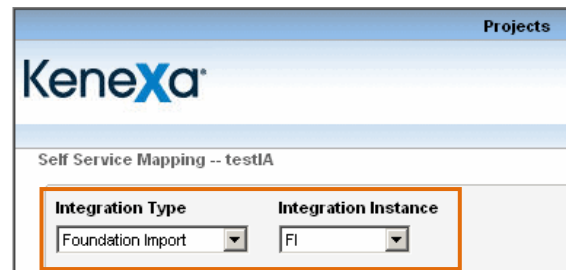 Projects
Kenexa
Self Service Mapping -- testIA
Integration Type Integration Instance
Foundation Import FI